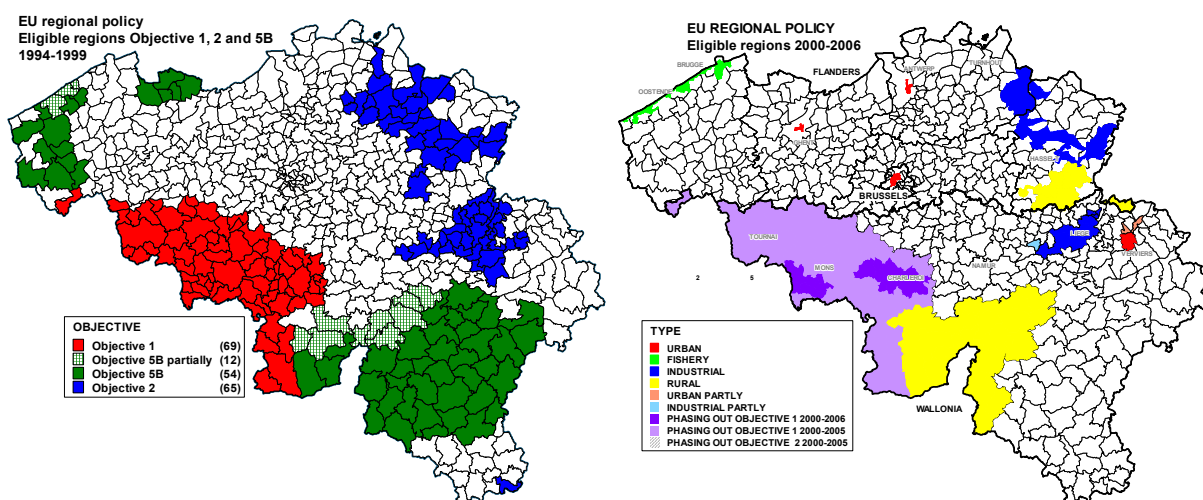 EU regional policy
Eligible regions Objective 1, 2 and 5B
1994-1999
OBJECTIVE
Objective 1 (69)
Objective 5B partially (12)
Objective 5B (54)
Objective 2 (65)
EU REGIONAL POLICY
Eligible regions 2000-2006
BRUGGE
OOSTENDE
FLANDERS
ANTWERP
TURNHOUT
GHENT
HASSELT
BRUSSELS
TOURNAI
LIEGE
VERVIERS
MONS
CHARLEROI
NAMUR
2 5
WALLONIA
TYPE
URBAN
FISHERY
INDUSTRIAL
RURAL
URBAN PARTLY
INDUSTRIAL PARTLY
PHASING OUT OBJECTIVE 1 2000-2006
PHASING OUT OBJECTIVE 1 2000-2005
PHASING OUT OBJECTIVE 2 2000-2005